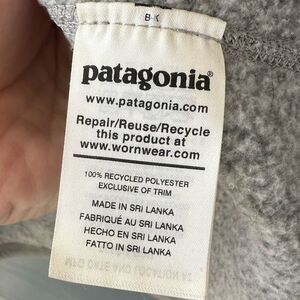 B-K
patagonia®
www.patagonia.com
Repair/Reuse/Recycle
this product at
www.wornwear.com
100% RECYCLED POLYESTER
EXCLUSIVE OF TRIM
MADE IN SRI LANKA
FABRIQUÉ AU SRI LANKA
HECHO EN SRI LANKA
FATTO IN SRI LANKA